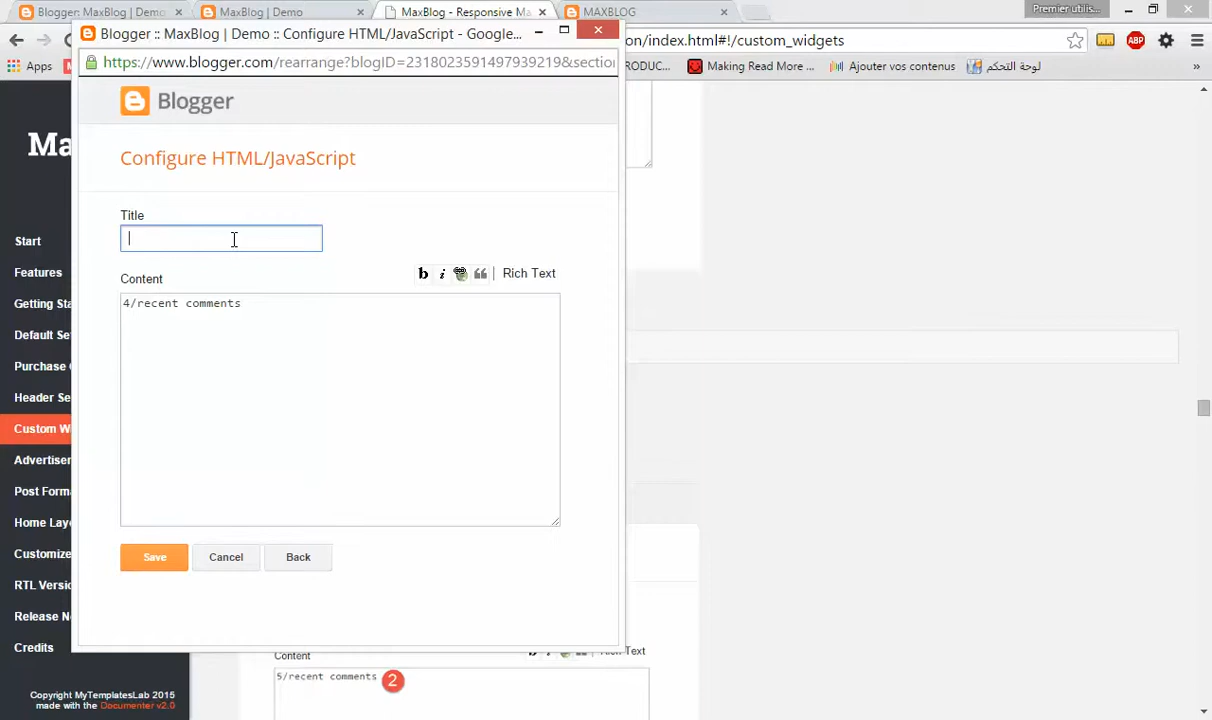 Blogger: MaxBlog | Demo
MaxBlog | Demo
MaxBlog - Responsive Ma
MAXBLOG
Premier utilis...
Blogger :: MaxBlog | Demo :: Configure HTML/JavaScript - Google...
on/index.html#!/custom_widgets
https://www.blogger.com/rearrange?blogID=2318023591497939219&sectio
Apps
RODUC...
Making Read More ...
Ajouter vos contenus
لوحة التحكم
»
Blogger
Max
Configure HTML/JavaScript
Title
Content
b i
Rich Text
4/recent comments
Save
Cancel
Back
Start
Features
Getting Sta
Default Se
Purchase
Header Se
Custom W
Advertiser
Post Form
Home Lay
Customize
RTL Versio
Release N
Credits
Copyright MyTemplatesLab 2015
made with the Documenter v2.0
Content
Rich Text
5/recent comments
2